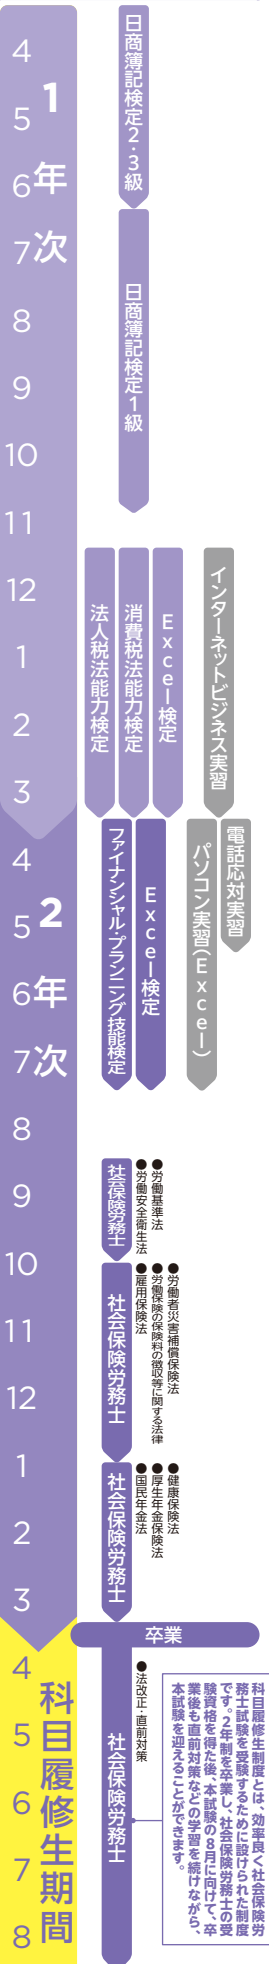 4
5
6
7
8
9
10
11
12
1
2
3
1年次
日商簿記検定2・3級
日商簿記検定1級
法人税法能力検定
消費税法能力検定
Excel検定
インターネットビジネス実習
4
5
6
7
8
9
10
11
12
1
2
3
2年次
ファイナンシャル・プランニング技能検定
Excel検定
パソコン実習(Excel)
電話応対実習
社会保険労務士
●労働基準法
●労働安全衛生法
社会保険労務士
●労働者災害補償保険法
●労働保険の保険料の徴収等に関する法律
●雇用保険法
社会保険労務士
●健康保険法
●厚生年金保険法
●国民年金法
卒業
4
5
6
7
8
科目履修生期間
社会保険労務士
●法改正・直前対策
科目履修生制度とは、効率良く社会保険労
務士試験を受験するために設けられた制度
です。2年制を卒業し、社会保険労務士の受
験資格を得た後、本試験の8月に向けて、卒
業後も直前対策などの学習を続けながら、
本試験を迎えることができます。